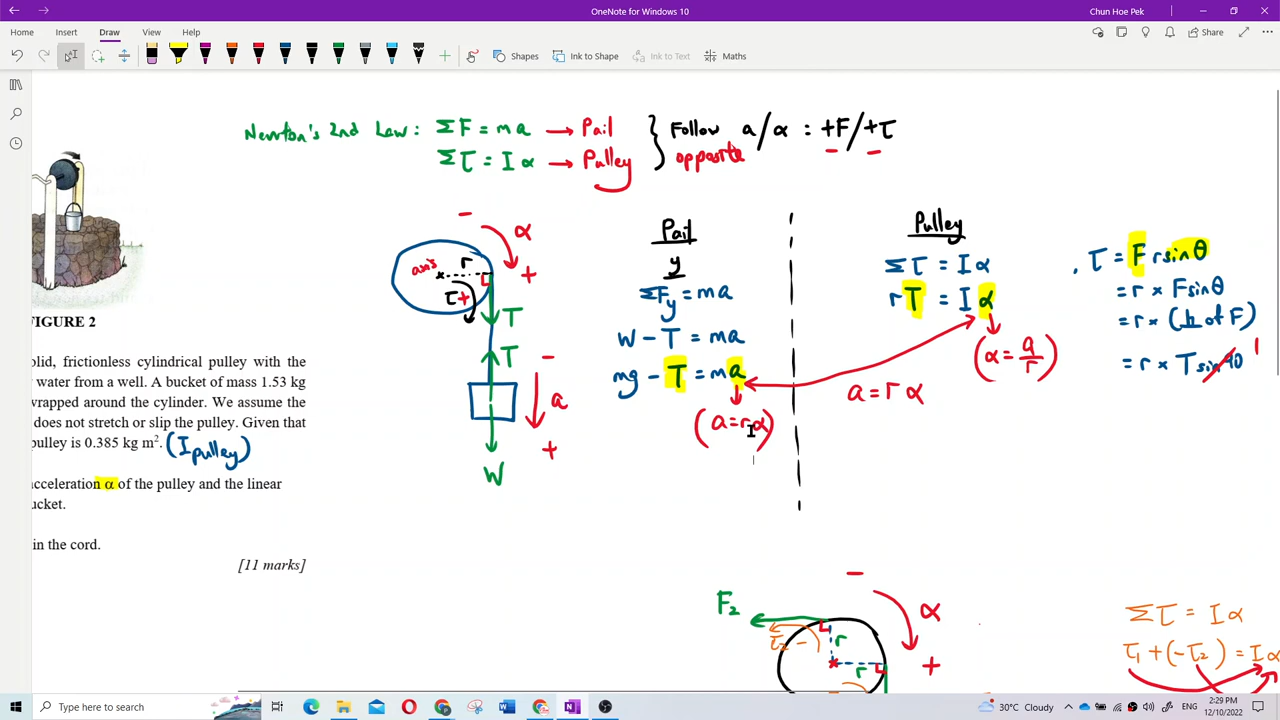 OneNote for Windows 10
Chun Hoe Pek
Home Insert Draw View Help
Shapes Ink to Shape Ink to Text Maths
Share
Newton's 2nd Law: ΣF = ma → Pail
Στ = Iα → Pulley
Follow a/α : +F/+τ
opposite − −
FIGURE 2
olid, frictionless cylindrical pulley with the
water from a well. A bucket of mass 1.53 kg
wrapped around the cylinder. We assume the
does not stretch or slip the pulley. Given that
pulley is 0.385 kg m². (I pulley)
acceleration α of the pulley and the linear
ucket.
in the cord.
[11 marks]
− α +
axis r
τ+
T
T
− a +
W
Pail
y
ΣFy = ma
W − T = ma
mg − T = ma
(a = rα)
a = rα
Pulley
Στ = Iα
rT = Iα
(α = a/r)
τ = F r sin θ
= r × F sin θ
= r × (⊥ of F)
= r × T sin 90 1
F₂
τ₂ −
r
r
− α +
Στ = Iα
τ₁ + (−τ₂) = Iα
Type here to search
30°C Cloudy
ENG
2:29 PM
12/10/2022